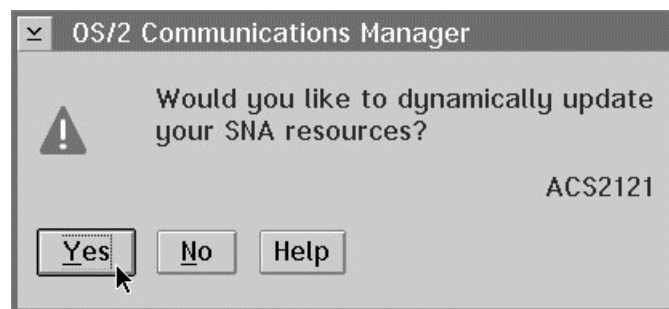 OS/2 Communications Manager
Would you like to dynamically update
your SNA resources?
ACS2121
Yes No Help